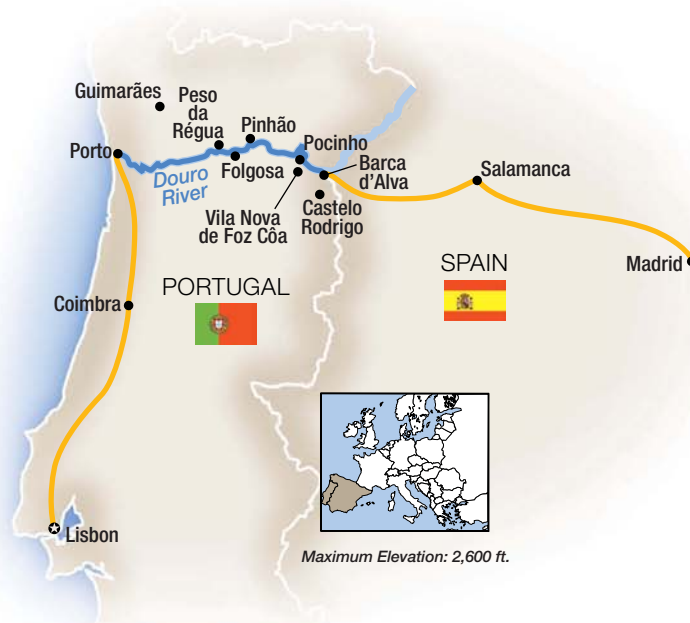 Guimarães
Peso
da
Régua
Pinhão
Pocinho
Porto
Folgosa
Barca
d’Alva
Salamanca
Douro
River
Vila Nova
de Foz Côa
Castelo
Rodrigo
SPAIN
Madrid
PORTUGAL
Coimbra
Lisbon
Maximum Elevation: 2,600 ft.